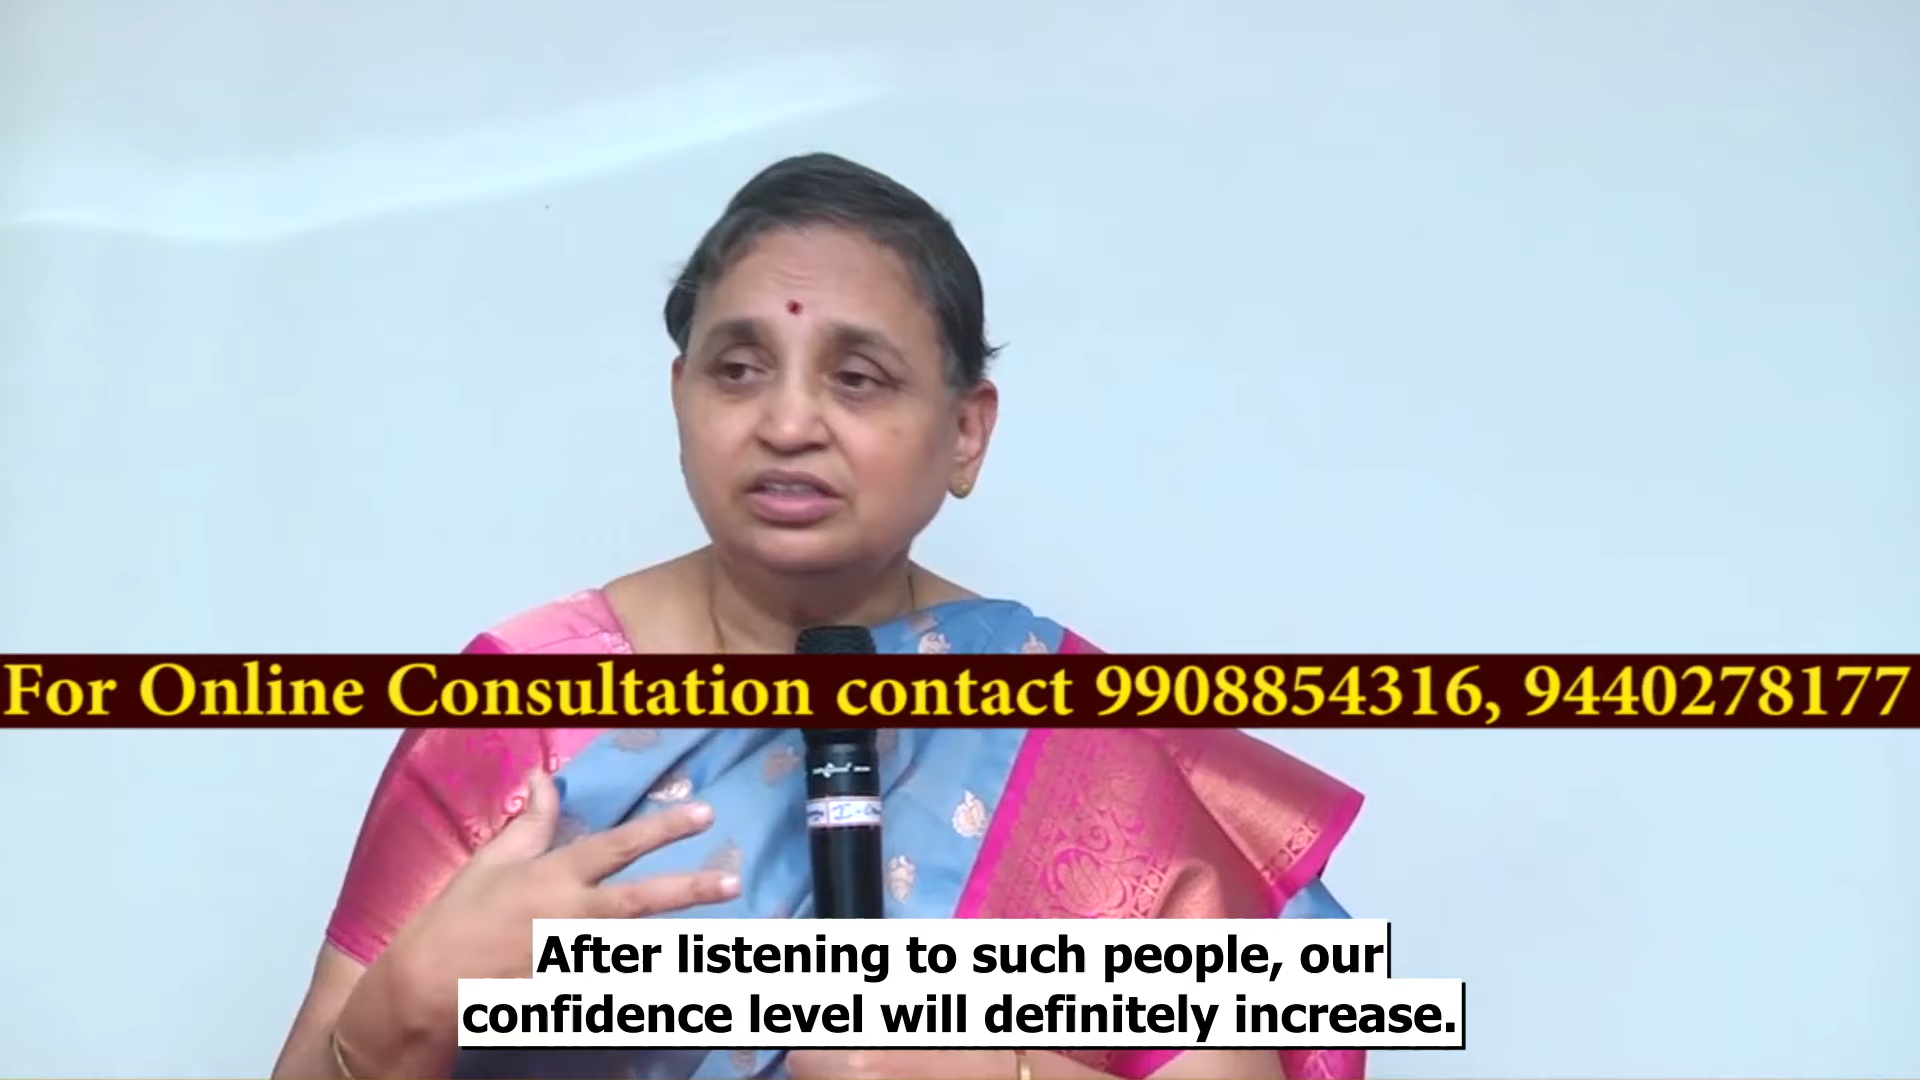 For Online Consultation contact 9908854316, 9440278177
After listening to such people, our
confidence level will definitely increase.